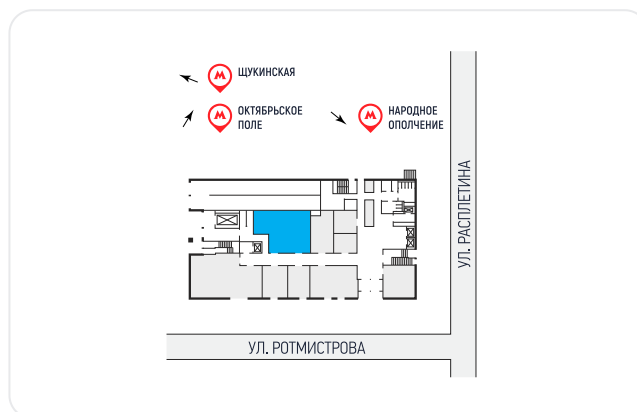 М ЩУКИНСКАЯ
М ОКТЯБРЬСКОЕ
ПОЛЕ
М НАРОДНОЕ
ОПОЛЧЕНИЕ
УЛ. РАСПЛЕТИНА
УЛ. РОТМИСТРОВА